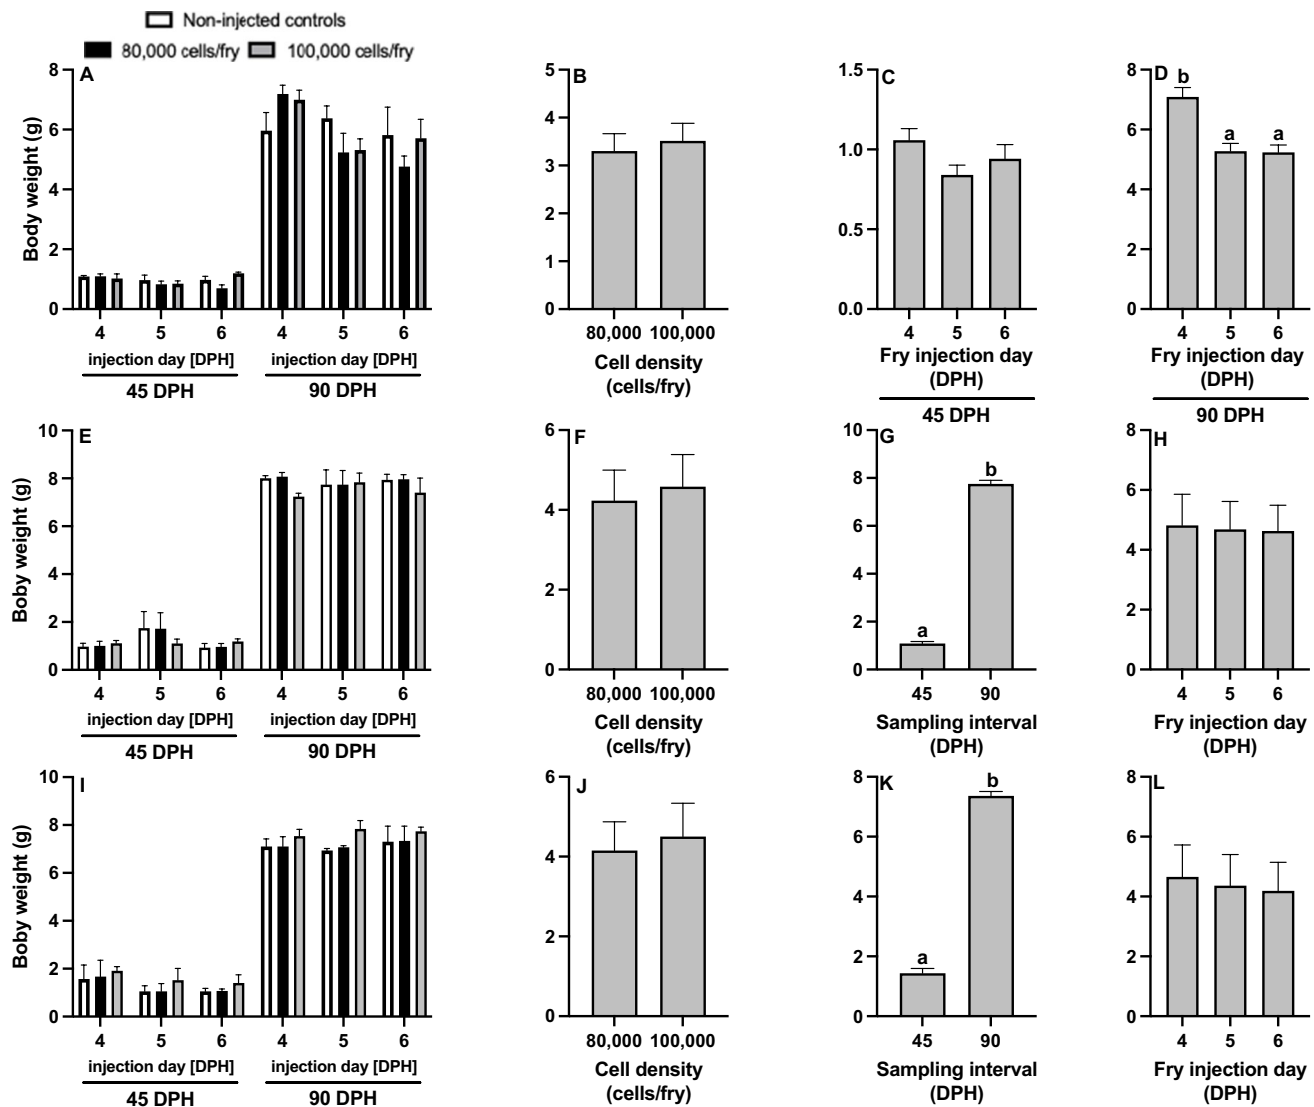 Non-injected controls
80,000 cells/fry 100,000 cells/fry
A
Body weight (g)
8
6
4
2
0
4 5 6 4 5 6
injection day [DPH] injection day [DPH]
45 DPH 90 DPH
B
5
4
3
2
1
0
80,000 100,000
Cell density
(cells/fry)
C
1.5
1.0
0.5
0.0
4 5 6
Fry injection day
(DPH)
45 DPH
D
8
6
4
2
0
b a a
4 5 6
Fry injection day
(DPH)
90 DPH
E
Boby weight (g)
10
8
6
4
2
0
4 5 6 4 5 6
injection day [DPH] injection day [DPH]
45 DPH 90 DPH
F
6
4
2
0
80,000 100,000
Cell density
(cells/fry)
G
10
8
6
4
2
0
a b
45 90
Sampling interval
(DPH)
H
8
6
4
2
0
4 5 6
Fry injection day
(DPH)
I
Boby weight (g)
10
8
6
4
2
0
4 5 6 4 5 6
injection day [DPH] injection day [DPH]
45 DPH 90 DPH
J
6
4
2
0
80,000 100,000
Cell density
(cells/fry)
K
8
6
4
2
0
a b
45 90
Sampling interval
(DPH)
L
8
6
4
2
0
4 5 6
Fry injection day
(DPH)